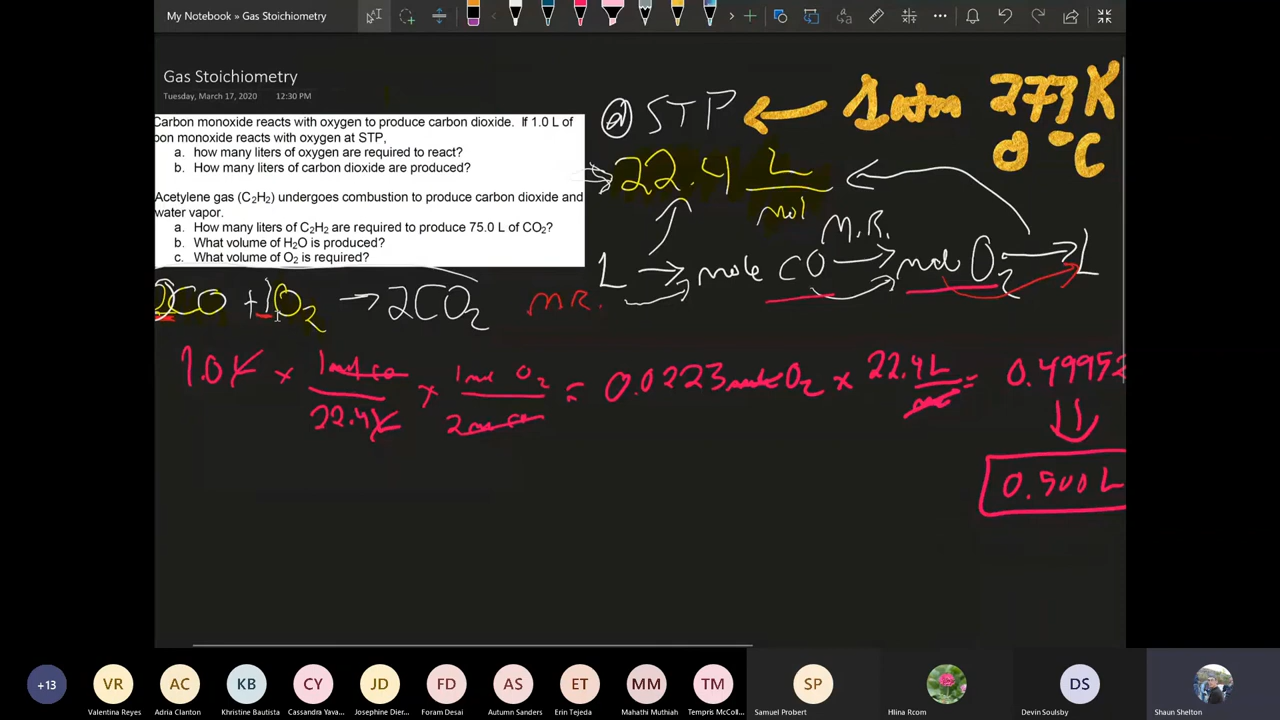 My Notebook » Gas Stoichiometry
Gas Stoichiometry
Tuesday, March 17, 2020 12:30 PM
Carbon monoxide reacts with oxygen to produce carbon dioxide. If 1.0 L of
bon monoxide reacts with oxygen at STP,
a. how many liters of oxygen are required to react?
b. How many liters of carbon dioxide are produced?
Acetylene gas (C2H2) undergoes combustion to produce carbon dioxide and
water vapor.
a. How many liters of C2H2 are required to produce 75.0 L of CO2?
b. What volume of H2O is produced?
c. What volume of O2 is required?
@ STP ← 1 atm 273 K
0 °C
22.4 L/mol
M.R.
L → mole CO → mol O2 → L
2CO + 1O2 → 2CO2 M.R.
1.0 L × 1 mol CO / 22.4 L × 1 mol O2 / 2 mol CO = 0.0223 mol O2 × 22.4 L / mol = 0.49952
0.500 L
+13 VR AC KB CY JD FD AS ET MM TM SP DS
Valentina Reyes Adria Clanton Khristine Bautista Cassandra Yava... Josephine Dier... Foram Desai Autumn Sanders Erin Tejeda Mahathi Muthiah Tempris McColl... Samuel Probert Hlina Rcom Devin Soulsby Shaun Shelton